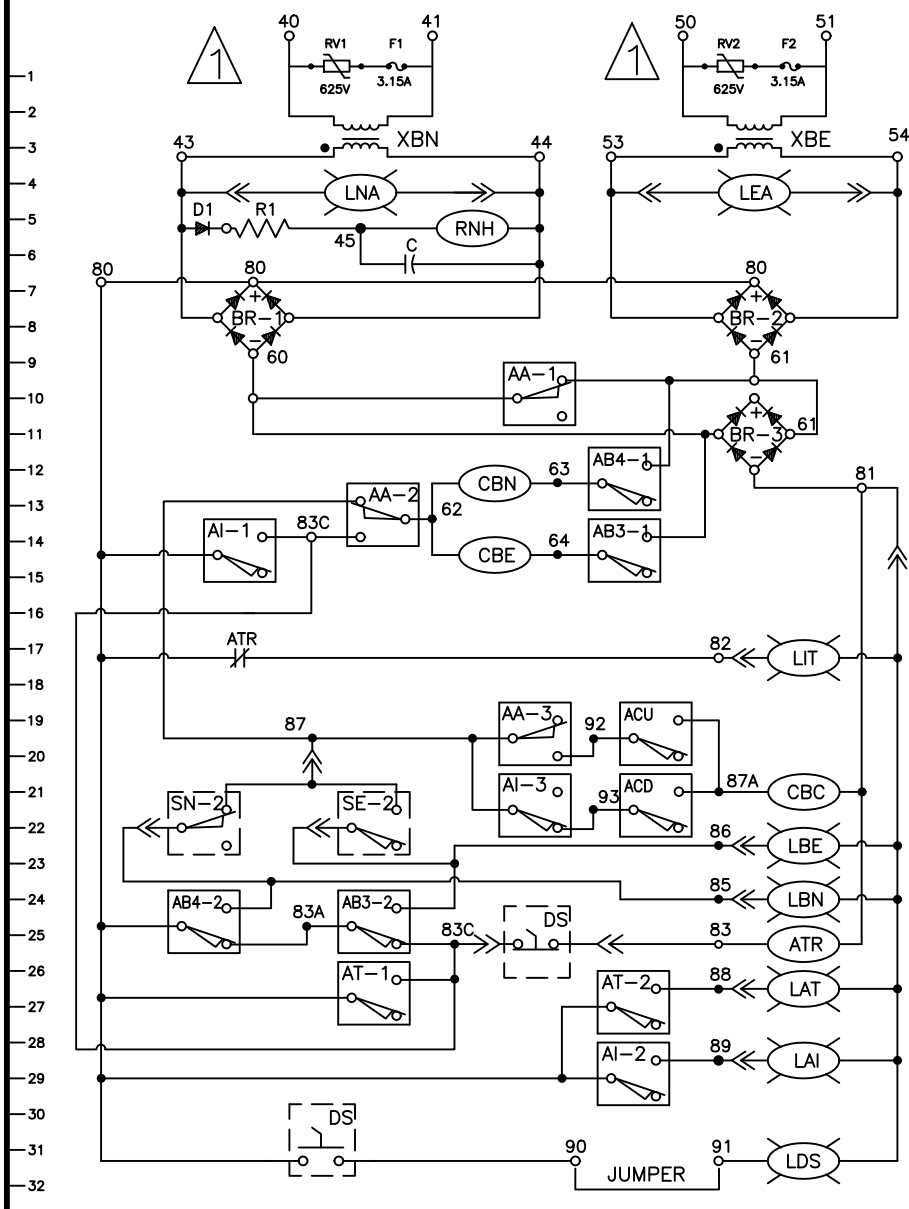 40 41 50 51
1 1
RV1 F1 RV2 F2
1
625V 3.15A 625V 3.15A
2
43 XBN 44 53 XBE 54
3
4
LNA LEA
D1 R1
5
45 RNH
C
6
80 80 80
7
+ +
BR-1 BR-2
8
- -
60 61
9
AA-1
10
+ 61
11
BR-3
-
12
AB4-1
63 81
CBN
13
AA-2 62
AI-1 83C AB3-1
14
64
CBE
15
16
ATR 82
17
LIT
18
19
AA-3 92 ACU
87
20
AI-3 93 ACD 87A
21
CBC
SN-2 SE-2
22
86
LBE
23
85
24
LBN
AB4-2 83A AB3-2
83C DS 83
25
ATR
26
AT-1 AT-2 88
LAT
27
28
AI-2 89
LAI
29
30
DS
31
90 91
LDS
JUMPER
32